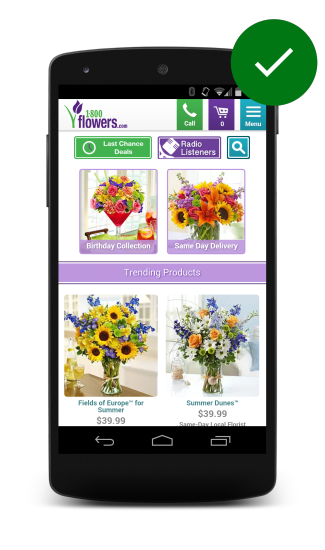 1·800
flowers.com
Call
0
Menu
Last Chance
Deals
Radio
Listeners
Birthday Collection
Same Day Delivery
Trending Products
Fields of Europe™ for
Summer
$39.99
Summer Dunes™
$39.99
Same-Day Local Florist